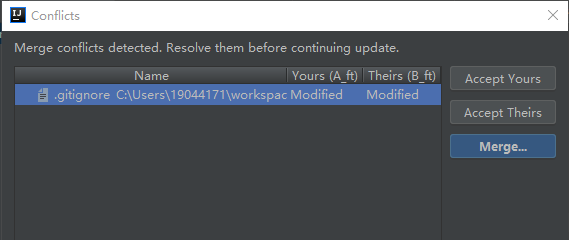 IJ Conflicts
Merge conflicts detected. Resolve them before continuing update.
Name Yours (A_ft) Theirs (B_ft)
.gitignore C:\Users\19044171\workspac Modified Modified
Accept Yours
Accept Theirs
Merge...